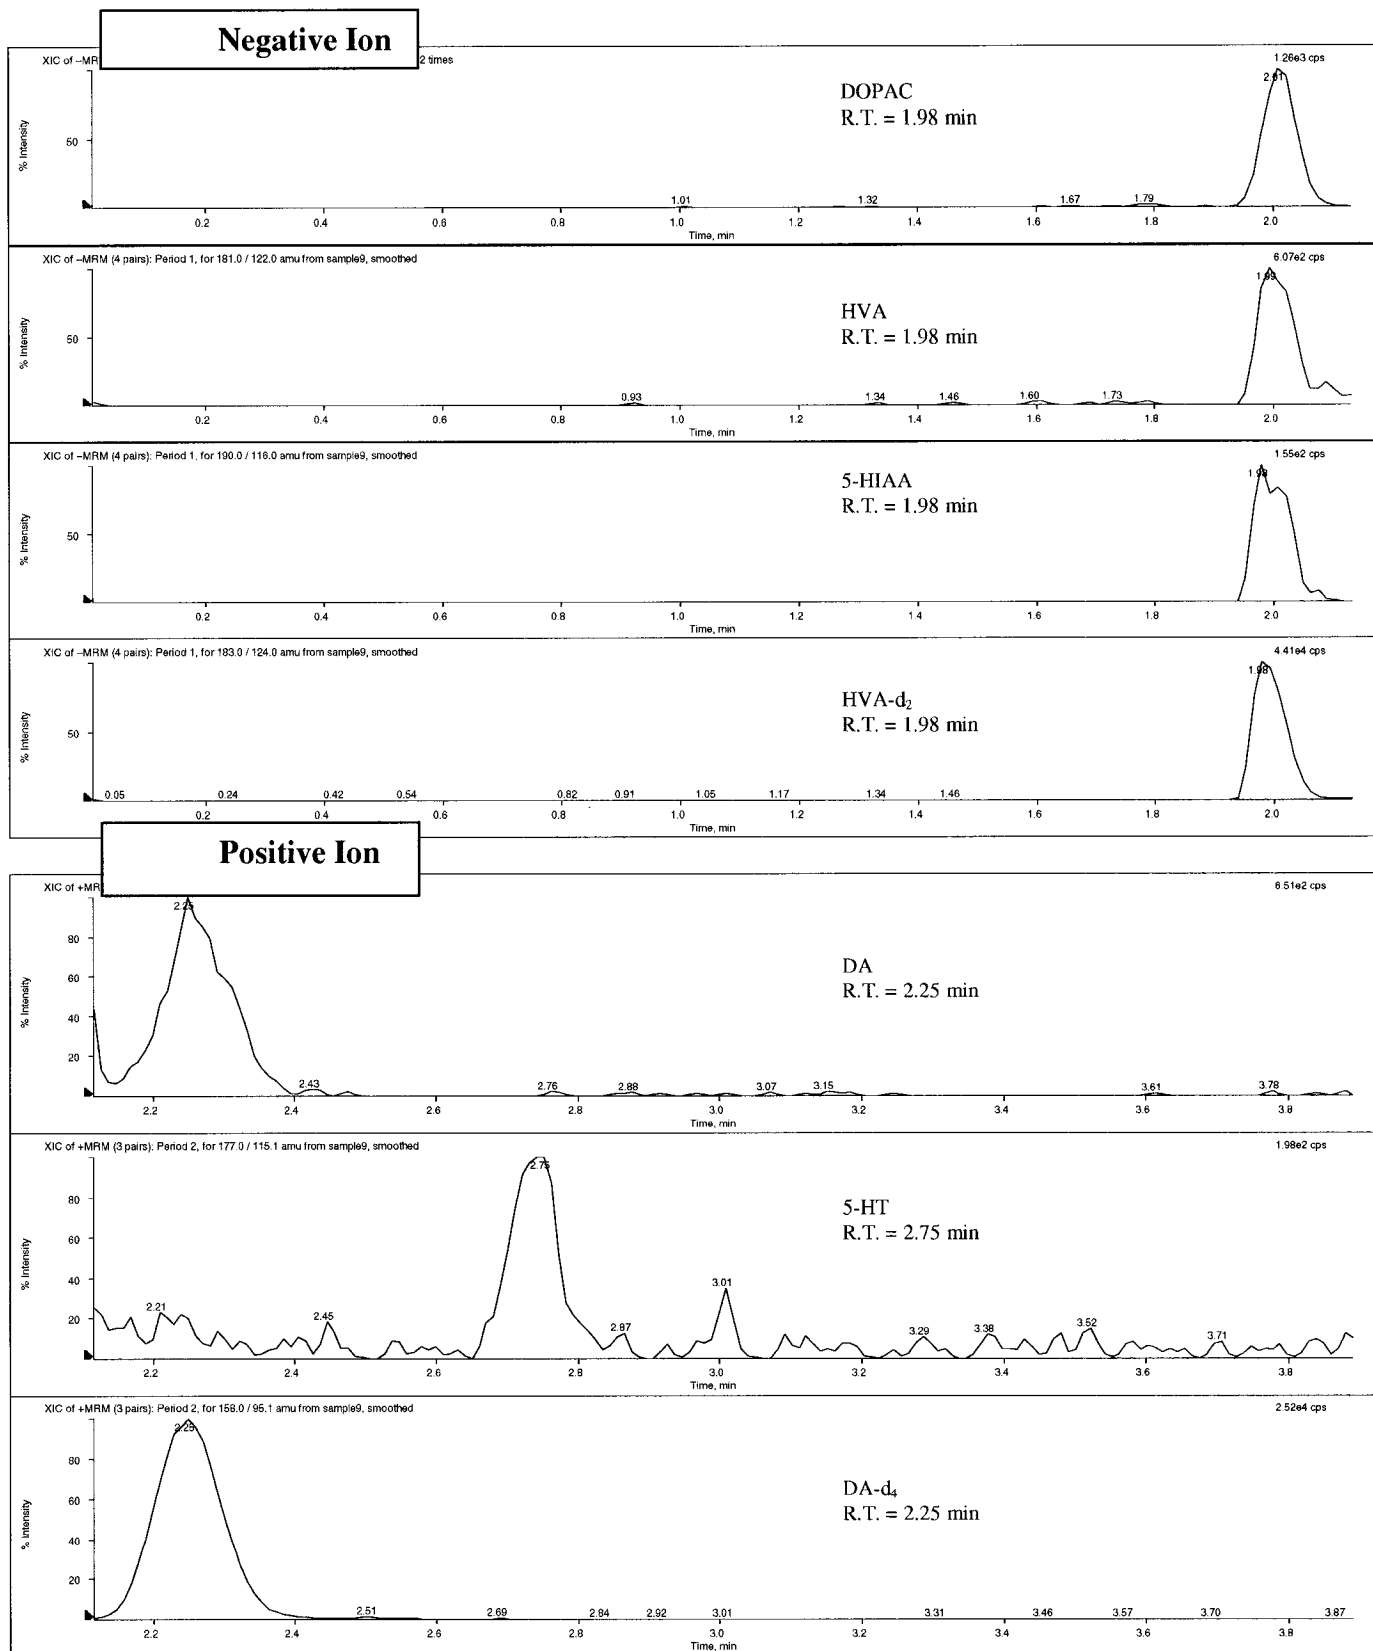 Negative Ion
XIC of –MR
2 times
1.26e3 cps
2.01
DOPAC
R.T. = 1.98 min
% Intensity
50
1.01
1.32
1.67
1.79
0.2 0.4 0.6 0.8 1.0 1.2 1.4 1.6 1.8 2.0
Time, min
XIC of –MRM (4 pairs): Period 1, for 181.0 / 122.0 amu from sample9, smoothed
6.07e2 cps
1.99
HVA
R.T. = 1.98 min
% Intensity
50
0.93 1.34 1.46 1.60 1.73
0.2 0.4 0.6 0.8 1.0 1.2 1.4 1.6 1.8 2.0
Time, min
XIC of –MRM (4 pairs): Period 1, for 190.0 / 116.0 amu from sample9, smoothed
1.55e2 cps
1.98
5-HIAA
R.T. = 1.98 min
% Intensity
50
0.2 0.4 0.6 0.8 1.0 1.2 1.4 1.6 1.8 2.0
Time, min
XIC of –MRM (4 pairs): Period 1, for 183.0 / 124.0 amu from sample9, smoothed
4.41e4 cps
1.98
HVA-d₂
R.T. = 1.98 min
% Intensity
50
0.05 0.24 0.42 0.54 0.82 0.91 1.05 1.17 1.34 1.46
0.2 0.4 0.6 0.8 1.0 1.2 1.4 1.6 1.8 2.0
Time, min
Positive Ion
XIC of +MR
6.51e2 cps
2.25
DA
R.T. = 2.25 min
% Intensity
80
60
40
20
2.43 2.76 2.88 3.07 3.15 3.61 3.78
2.2 2.4 2.6 2.8 3.0 3.2 3.4 3.6 3.8
Time, min
XIC of +MRM (3 pairs): Period 2, for 177.0 / 115.1 amu from sample9, smoothed
1.98e2 cps
2.75
5-HT
R.T. = 2.75 min
% Intensity
80
60
40
20
2.21 2.45 2.87 3.01 3.29 3.38 3.52 3.71
2.2 2.4 2.6 2.8 3.0 3.2 3.4 3.6 3.8
Time, min
XIC of +MRM (3 pairs): Period 2, for 158.0 / 95.1 amu from sample9, smoothed
2.52e4 cps
2.25
DA-d₄
R.T. = 2.25 min
% Intensity
80
60
40
20
2.51 2.69 2.84 2.92 3.01 3.31 3.46 3.57 3.70 3.87
2.2 2.4 2.6 2.8 3.0 3.2 3.4 3.6 3.8
Time, min